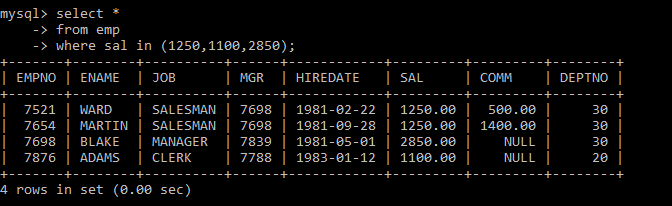 mysql> select *
    -> from emp
    -> where sal in (1250,1100,2850);
+-------+--------+----------+------+------------+---------+---------+--------+
| EMPNO | ENAME  | JOB      | MGR  | HIREDATE   | SAL     | COMM    | DEPTNO |
+-------+--------+----------+------+------------+---------+---------+--------+
|  7521 | WARD   | SALESMAN | 7698 | 1981-02-22 | 1250.00 |  500.00 |     30 |
|  7654 | MARTIN | SALESMAN | 7698 | 1981-09-28 | 1250.00 | 1400.00 |     30 |
|  7698 | BLAKE  | MANAGER  | 7839 | 1981-05-01 | 2850.00 |    NULL |     30 |
|  7876 | ADAMS  | CLERK    | 7788 | 1983-01-12 | 1100.00 |    NULL |     20 |
+-------+--------+----------+------+------------+---------+---------+--------+
4 rows in set (0.00 sec)